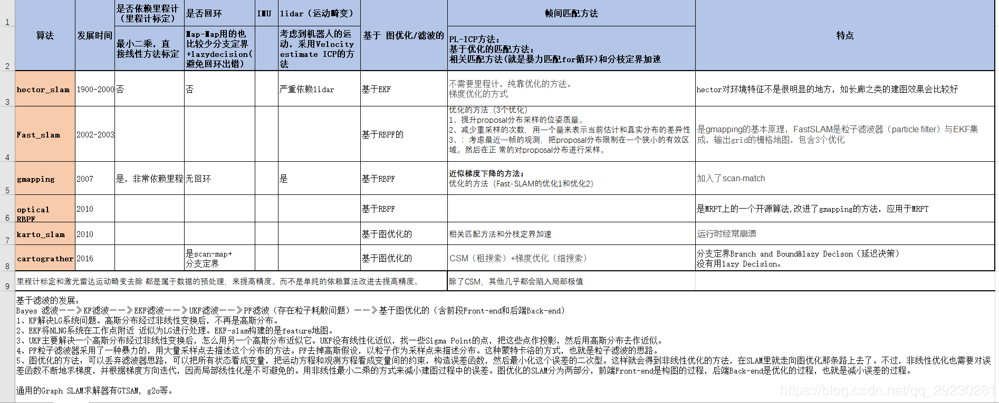 1
2
3
4
5
6
7
8
9
算法
发展时间
是否依赖里程计
（里程计标定）
最小二乘，直
接线性方法标定
是否回环
Map-Map用的也
比较少分支定界
+lazydecision(
避免回环出错）
IMU
lidar（运动畸变）
考虑到机器人的运
动，采用Velocity
estimate ICP的方
法
基于 图优化/滤波的
帧间匹配方法
PL-ICP方法；
基于优化的匹配方法；
相关匹配方法(就是暴力匹配for循环)和分枝定界加速
特点
hector_slam
1900-2000
否
否
严重依赖lidar
基于EKF
不需要里程计，纯靠优化的方法。
梯度优化的方式
hector对环境特征不是很明显的地方，如长廊之类的建图效果会比较好
Fast_slam
2002-2003
基于RBPF的
优化的方法（3个优化）
1、提升proposal分布采样的位姿质量。
2、减少重采样的次数，用一个量来表示当前估计和真实分布的差异性
3、：考虑最近一帧的观测，把proposal分布限制在一个狭小的有效区
域。然后在正 常的对proposal分布进行采样。
是gmapping的基本原理，FastSLAM是粒子滤波器（particle filter）与EKF集
成，输出grid的栅格地图，包含3个优化
gmapping
2007
是，非常依赖里程
无回环
是
基于RBPF
近似梯度下降的方法；
优化的方法（Fast-SLAM的优化1和优化2）
加入了scan-match
optical
RBPF
2010
基于RBPF
是MRPT上的一个开源算法,改进了gmapping的方法，应用于MRPT
karto_slam
2010
基于图优化的
相关匹配方法和分枝定界加速
运行时经常崩溃
cartograther
2016
是scan-map+
分支定界
基于图优化的
CSM（粗搜索）+梯度优化（细搜索）
分支定界Branch and Bound&lazy Decison（延迟决策）
没有用lazy Decision。
里程计标定和激光雷达运动畸变去除 都是属于数据的预处理，来提高精度。而不是单纯的依赖算法改进去提高精度。
除了CSM，其他几乎都会陷入局部极值
基于滤波的发展：
Bayes 滤波——》KF滤波——》EKF滤波——》UKF滤波——》PF滤波（存在粒子耗散问题）——》基于图优化的（含前段Front-end和后端Back-end）
1、KF解决LG系统问题。高斯分布经过非线性变换后，不再是高斯分布。
2、EKF将NLNG系统在工作点附近 近似为LG进行处理。EKF-slam构建的是feature地图。
3、UKF主要解决一个高斯分布经过非线性变换后，怎么用另一个高斯分布近似它。UKF没有线性化近似，找一些Sigma Point的点，把这些点作投影，然后用高斯分布去作近似。
4、PF粒子滤波器采用了一种暴力的，用大量采样点去描述这个分布的方法。PF去掉高斯假设，以粒子作为采样点来描述分布。这种蒙特卡洛的方式，也就是粒子滤波的思路。
5、图优化的方法：可以丢弃滤波器思路，可以把所有状态看成变量，把运动方程和观测方程看成变量间的约束，构造误差函数，然后最小化这个误差的二次型。这样就会得到非线性优化的方法，在SLAM里就走向图优化那条路上去了。不过，非线性优化也需要对误
差函数不断地求梯度，并根据梯度方向迭代，因而局部线性化是不可避免的。用非线性最小二乘的方式来减小建图过程中的误差。图优化的SLAM分为两部分，前端Front-end是构图的过程，后端Back-end是优化的过程，也就是减小误差的过程。
通用的Graph SLAM求解器有GTSAM，g2o等。
https://blog.csdn.net/qq_29230261